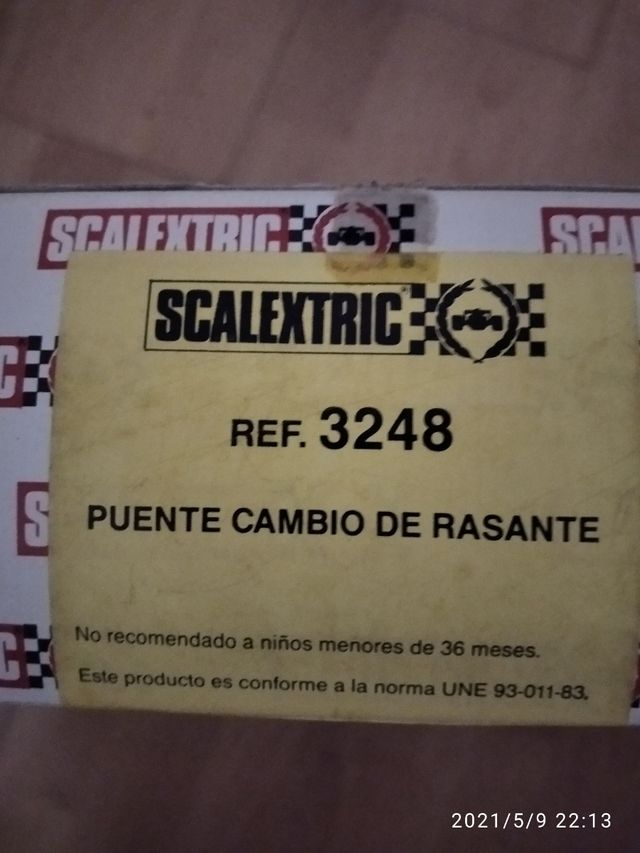 SCALEXTRIC
SCALEXTRIC
REF. 3248
PUENTE CAMBIO DE RASANTE
No recomendado a niños menores de 36 meses.
Este producto es conforme a la norma UNE 93-011-83.
2021/5/9 22:13